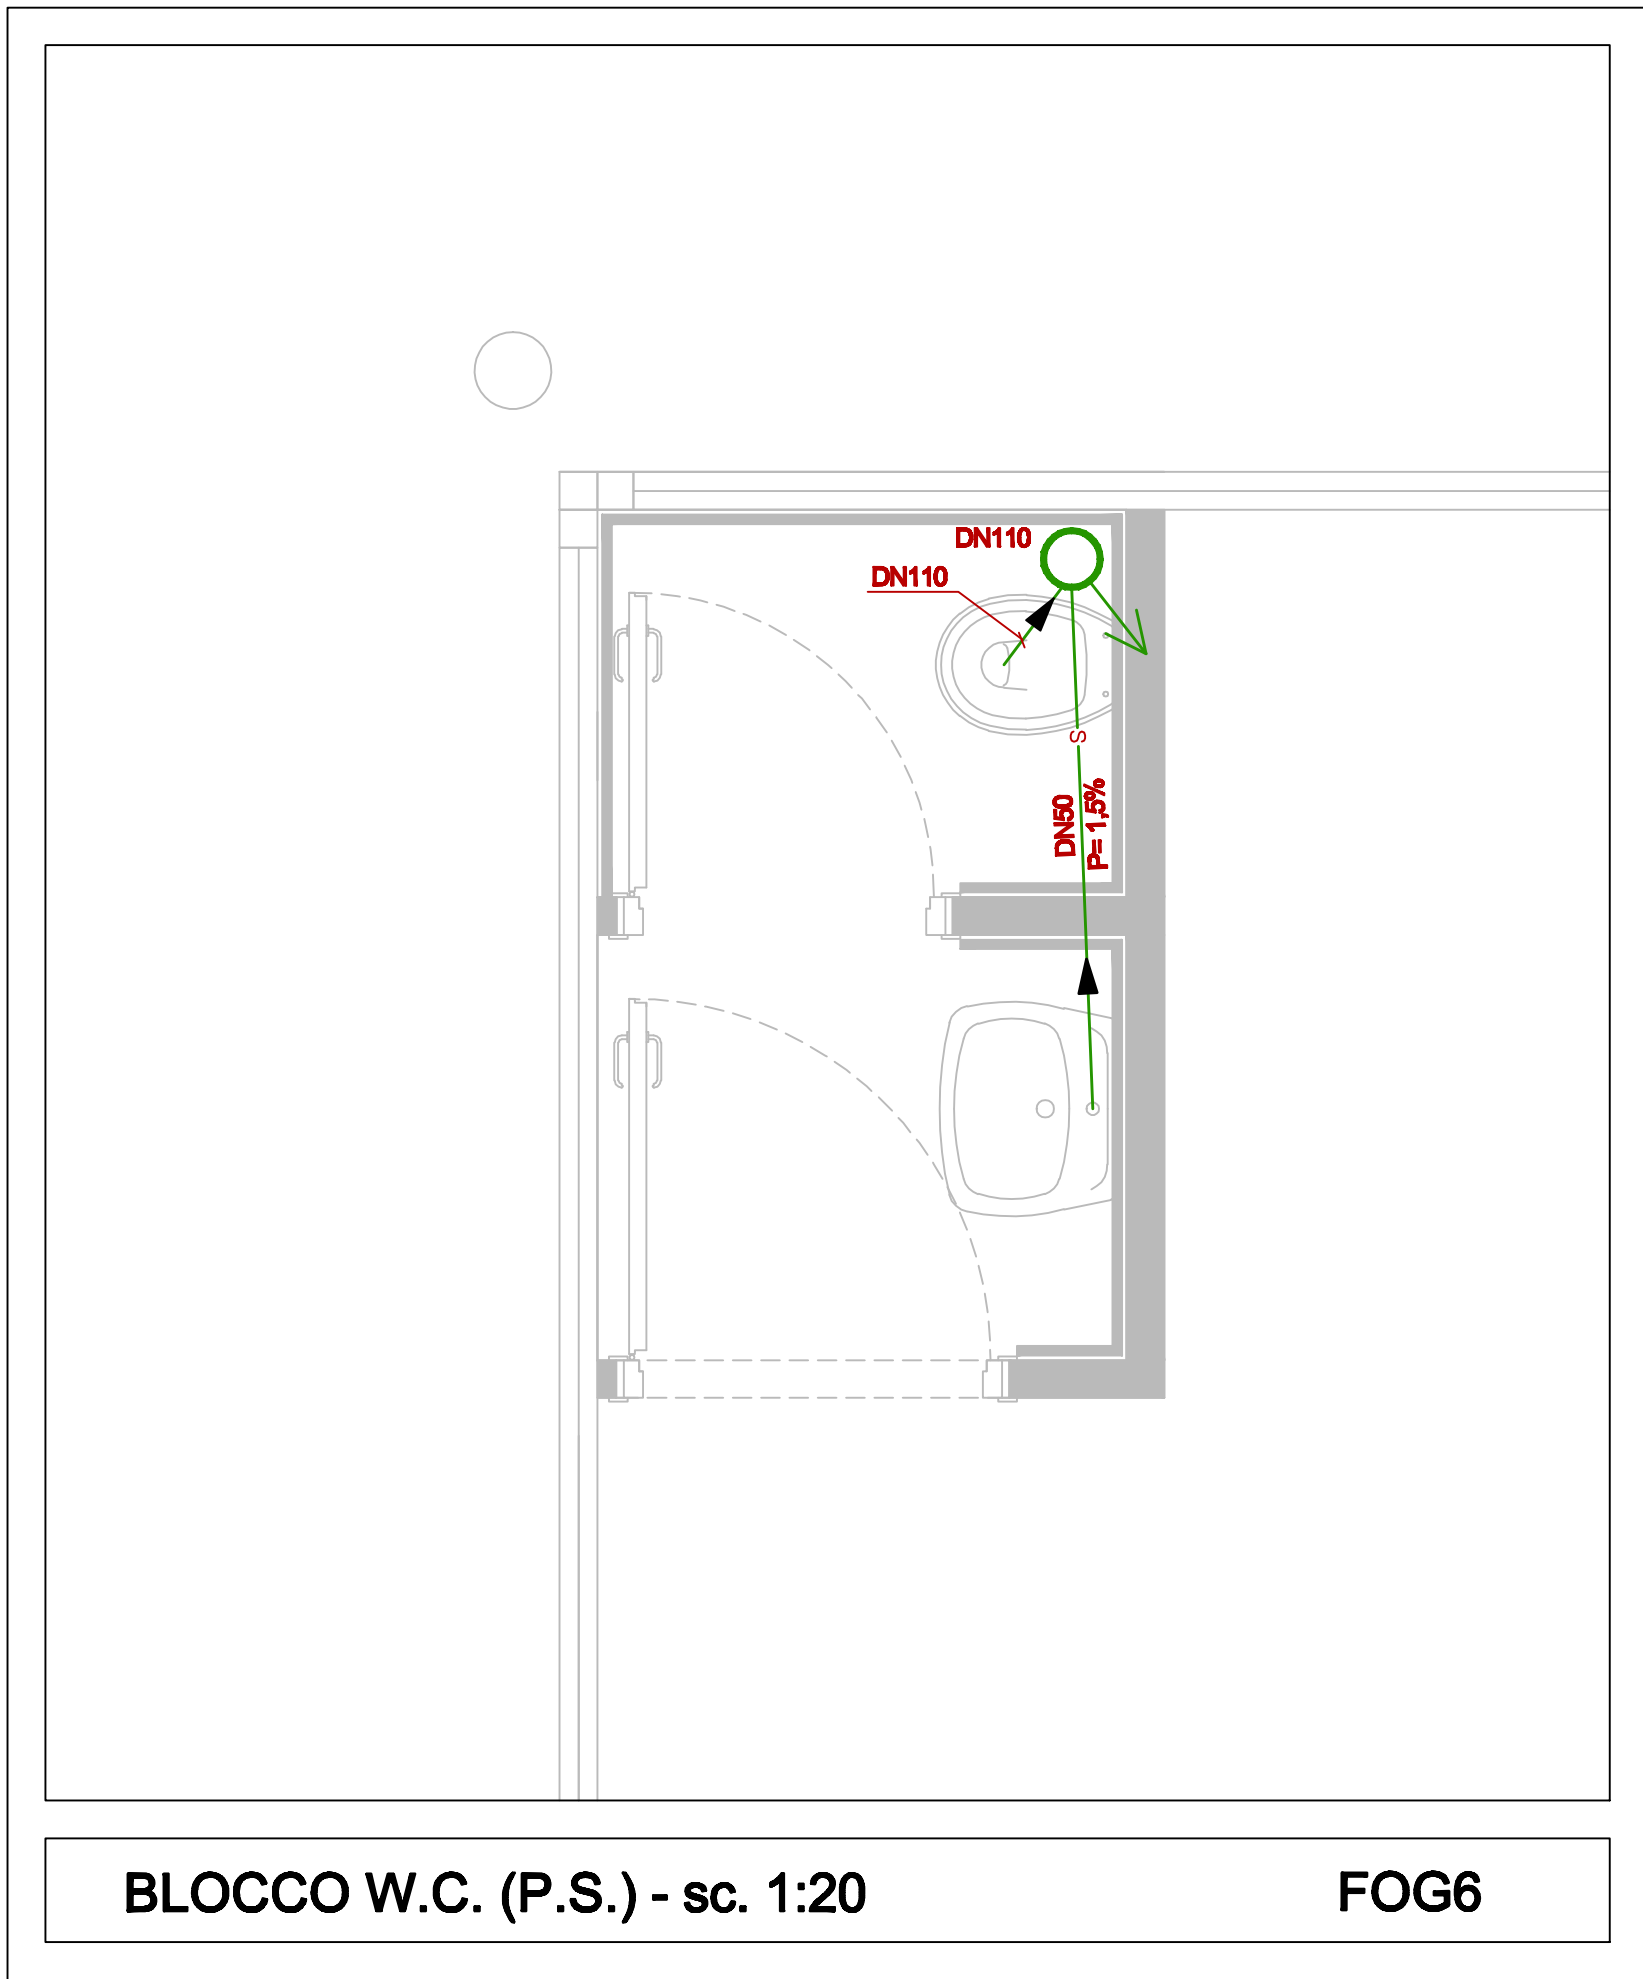 DN110
DN110
S
DN50
P= 1,5%
BLOCCO W.C. (P.S.) - sc. 1:20
FOG6